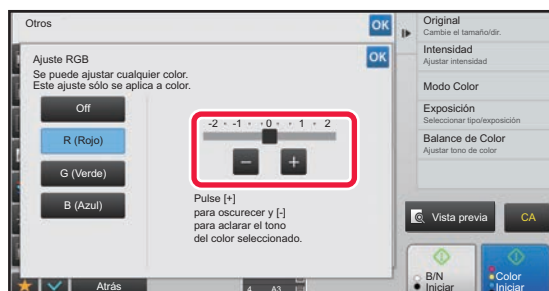 Otros
OK
Ajuste RGB
OK
Se puede ajustar cualquier color.
Este ajuste sólo se aplica a color.
Off
R (Rojo)
G (Verde)
B (Azul)
-2 • -1 • • 0 • • 1 • 2
−
+
Pulse [+]
para oscurecer y [-]
para aclarar el tono
del color seleccionado.
Atrás
4 A3
Original
Cambie el tamaño/dir.
Intensidad
Ajustar intensidad
Modo Color
Exposición
Seleccionar tipo/exposición
Balance de Color
Ajustar tono de color
Vista previa
CA
B/N
Iniciar
Color
Iniciar